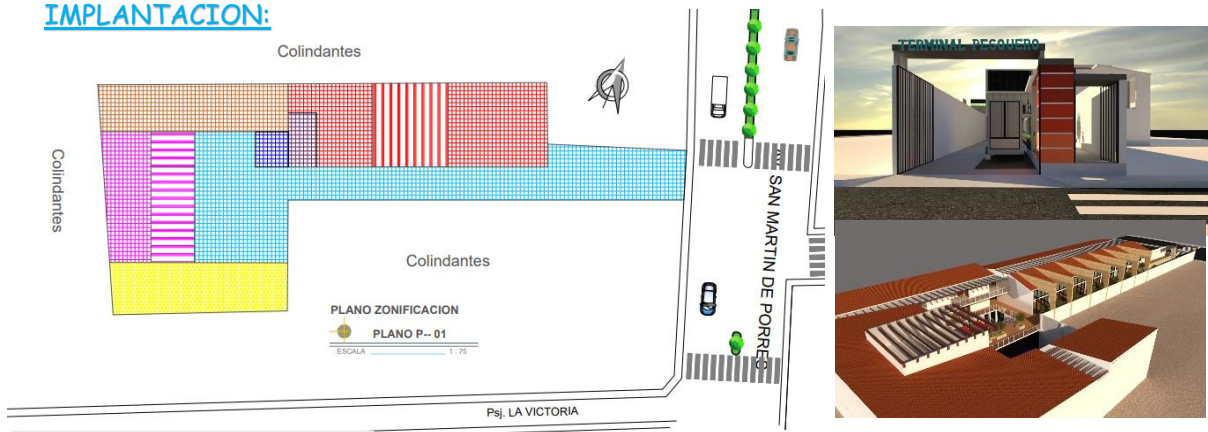 IMPLANTACION:
Colindantes
Colindantes
Colindantes
PLANO ZONIFICACION
PLANO P-- 01
ESCALA 1 : 75
AV. SAN MARTIN DE PORRES
Psj. LA VICTORIA
TERMINAL PESQUERO